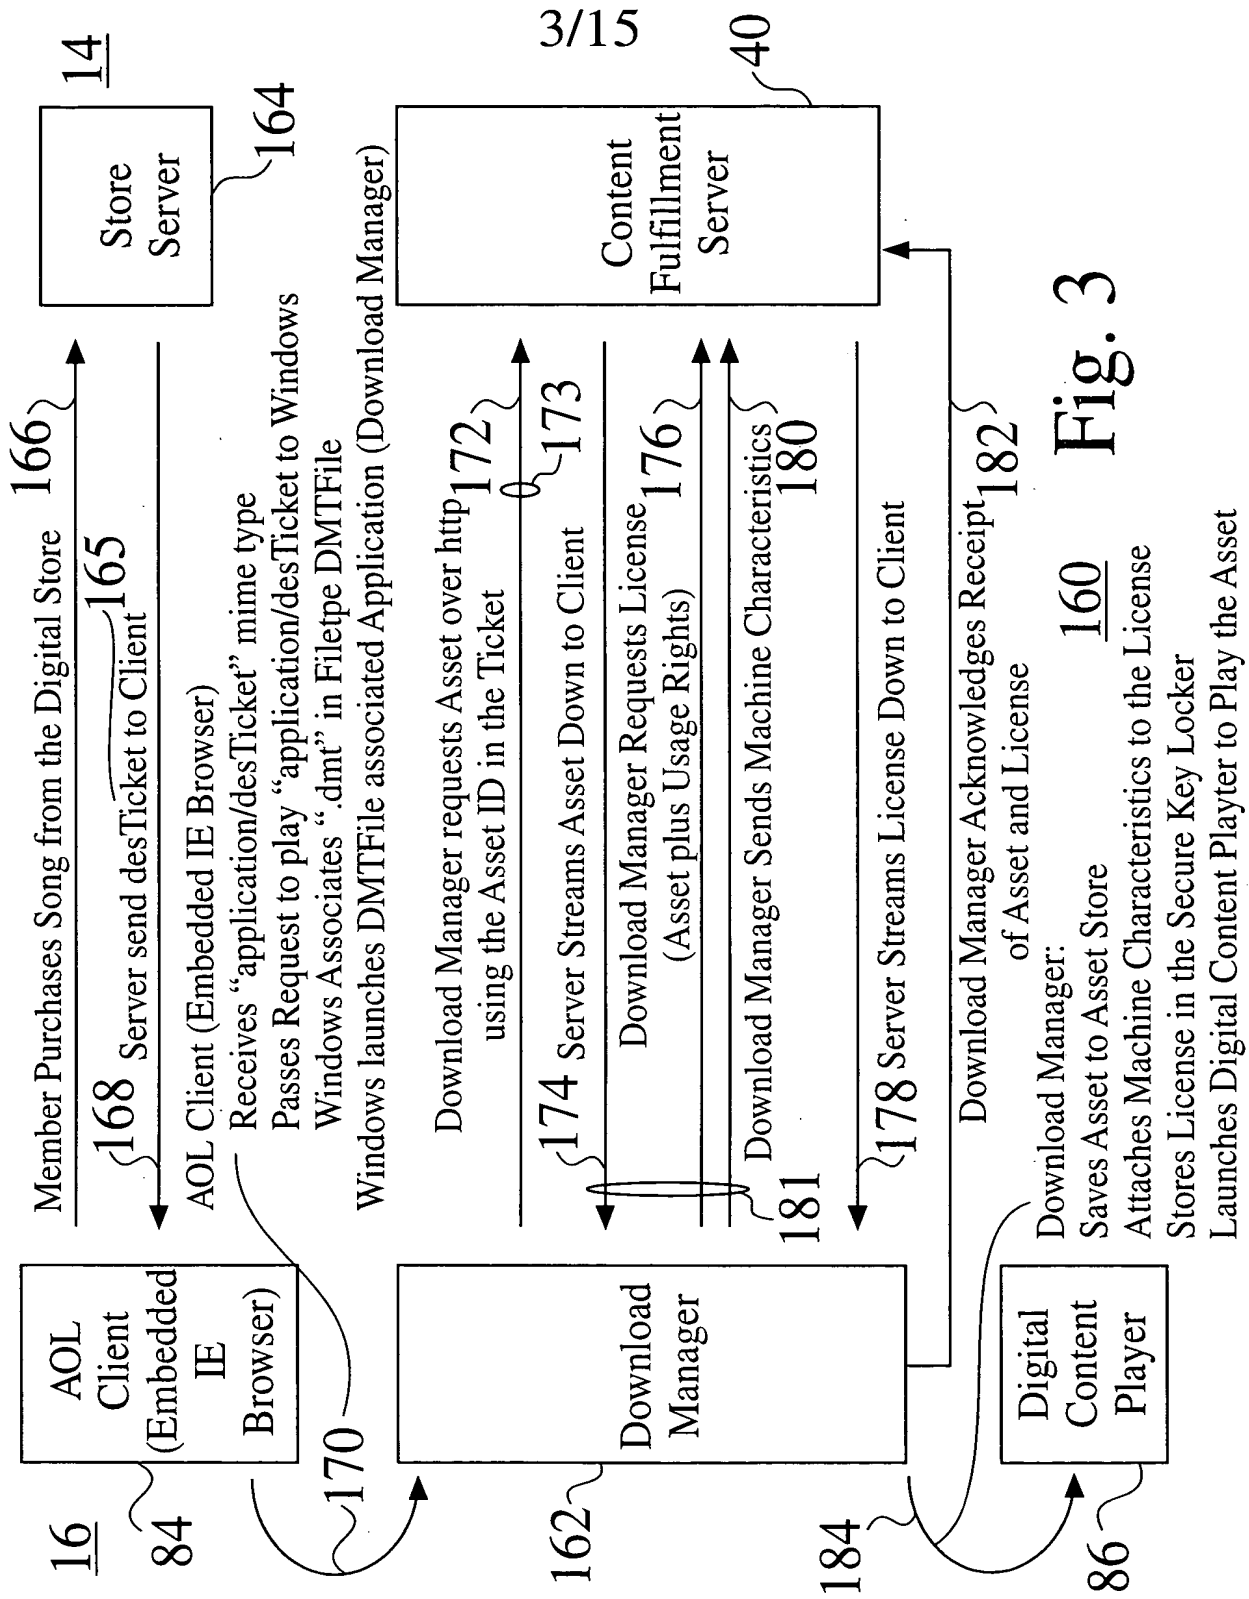 3/15
16
14
84
AOL
Client
(Embedded
IE
Browser)
Member Purchases Song from the Digital Store
166
168
Server send desTicket to Client
165
Store
Server
164
170
AOL Client (Embedded IE Browser)
Receives “application/desTicket” mime type
Passes Request to play “application/desTicket to Windows
Windows Associates “.dmt” in Filetpe DMTFile
Windows launches DMTFile associated Application (Download Manager)
162
Download
Manager
Download Manager requests Asset over http
using the Asset ID in the Ticket
172
173
174
Server Streams Asset Down to Client
Download Manager Requests License
(Asset plus Usage Rights)
176
Download Manager Sends Machine Characteristics
180
181
178
Server Streams License Down to Client
Content
Fulfillment
Server
40
Download Manager Acknowledges Receipt
of Asset and License
182
184
Download Manager:
Saves Asset to Asset Store
Attaches Machine Characteristics to the License
Stores License in the Secure Key Locker
Launches Digital Content Playter to Play the Asset
86
Digital
Content
Player
160
Fig. 3